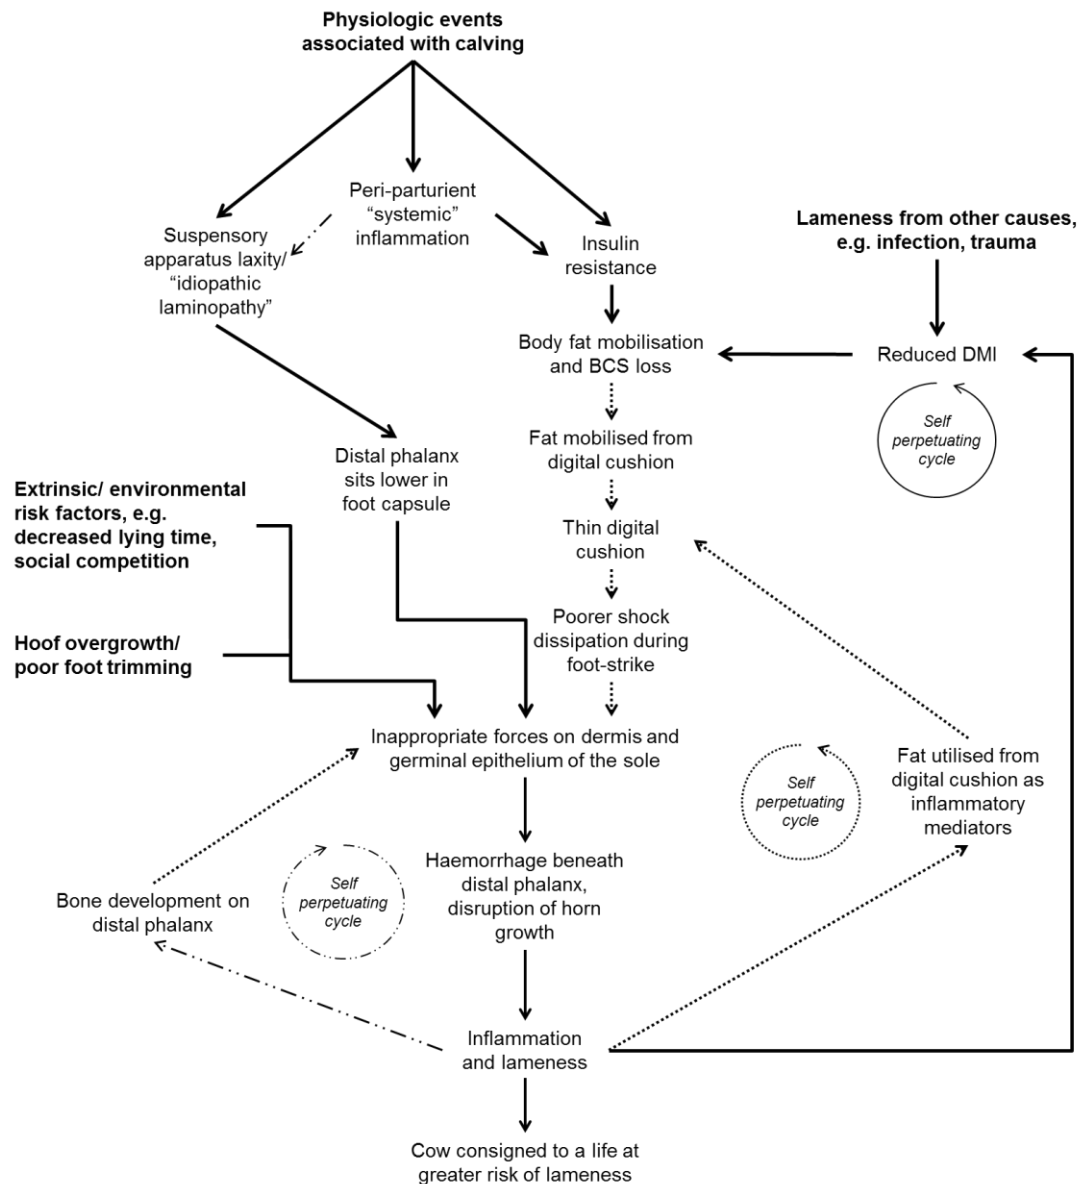 Physiologic events
associated with calving
Peri-parturient
“systemic”
inflammation
Suspensory
apparatus laxity/
“idiopathic
laminopathy”
Insulin
resistance
Lameness from other causes,
e.g. infection, trauma
Body fat mobilisation
and BCS loss
Reduced DMI
Self
perpetuating
cycle
Fat mobilised from
digital cushion
Distal phalanx
sits lower in
foot capsule
Extrinsic/ environmental
risk factors, e.g.
decreased lying time,
social competition
Thin digital
cushion
Hoof overgrowth/
poor foot trimming
Poorer shock
dissipation during
foot-strike
Inappropriate forces on dermis and
germinal epithelium of the sole
Fat utilised from
digital cushion as
inflammatory
mediators
Self
perpetuating
cycle
Haemorrhage beneath
distal phalanx,
disruption of horn
growth
Self
perpetuating
cycle
Bone development on
distal phalanx
Inflammation
and lameness
Cow consigned to a life at
greater risk of lameness